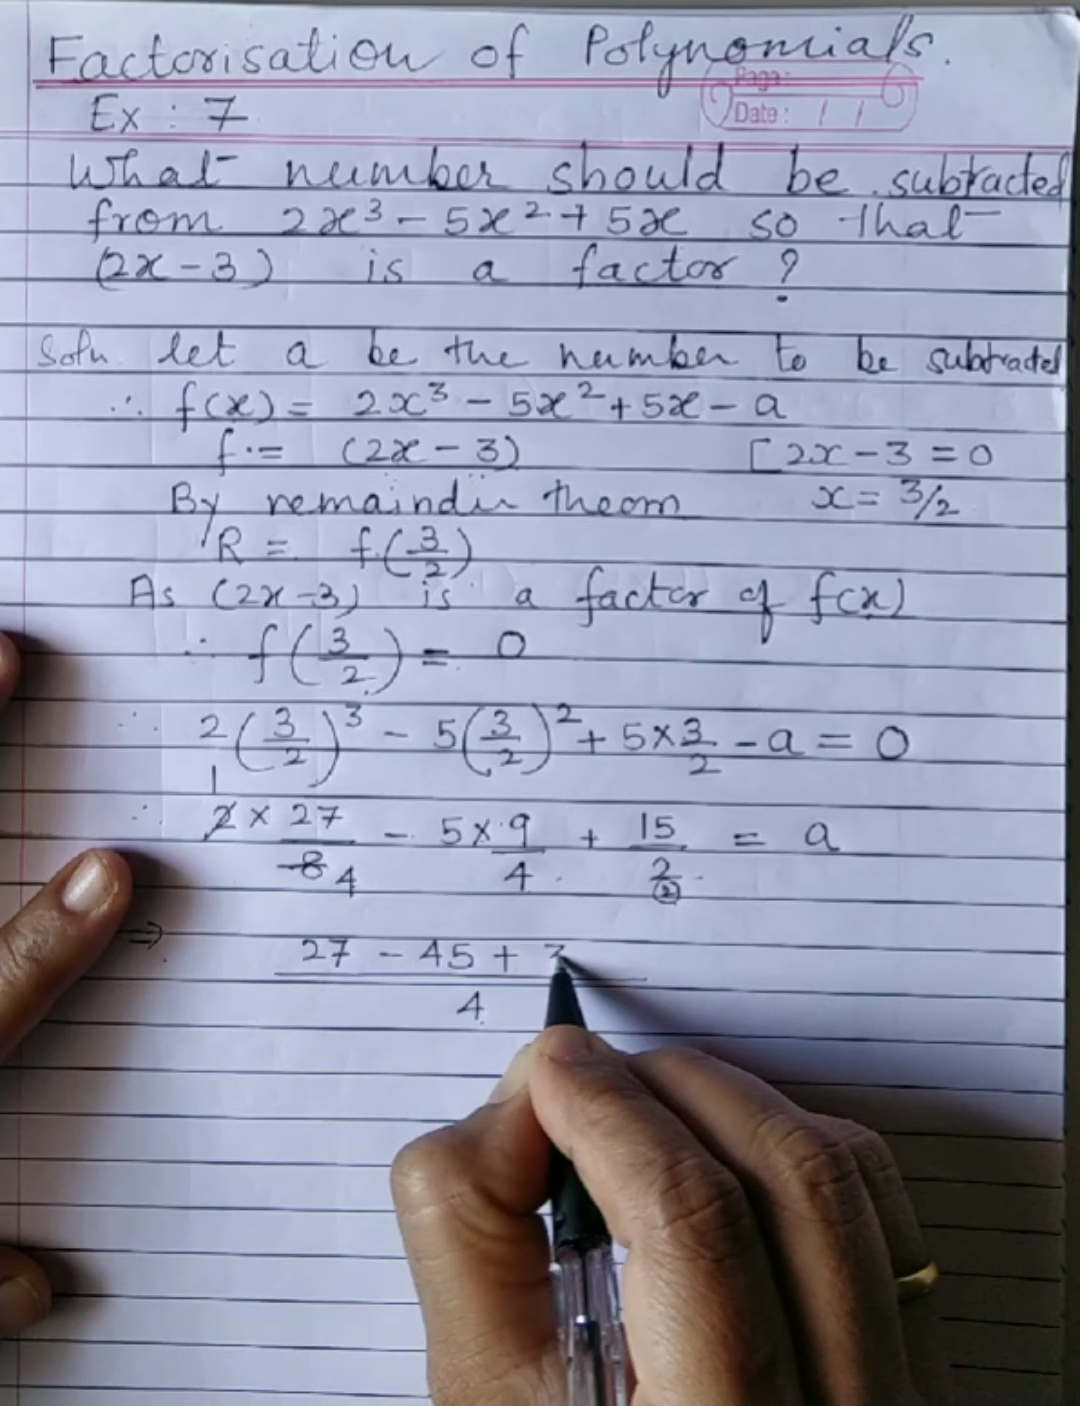 Factorisation of Polynomials.
Page:
Date: / /
Ex : 7
What number should be subtracted
from 2x³ - 5x² + 5x so that
(2x - 3) is a factor ?
Soln let a be the number to be subtracted
∴ f(x) = 2x³ - 5x² + 5x - a
f·= (2x - 3) [2x - 3 = 0
By remainder theorm x = 3/2
R = f(3/2)
As (2x-3) is a factor of f(x)
∴ f(3/2) = 0
∴ 2(3/2)³ - 5(3/2)² + 5×3/2 - a = 0
∴ 1 2 × 27/8 4 - 5×9/4 + 15/2 ② = a
⇒ 27 - 45 + 3
4